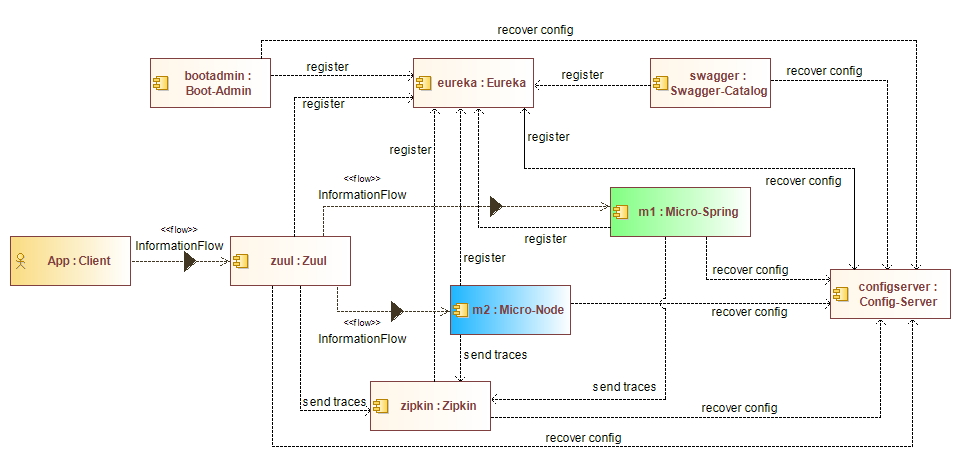 recover config
bootadmin :
Boot-Admin
register
eureka : Eureka
register
swagger :
Swagger-Catalog
recover config
register
register
register
recover config
<<flow>>
InformationFlow
m1 : Micro-Spring
<<flow>>
InformationFlow
App : Client
zuul : Zuul
register
register
recover config
configserver :
Config-Server
m2 : Micro-Node
recover config
<<flow>>
InformationFlow
send traces
send traces
send traces
zipkin : Zipkin
recover config
recover config